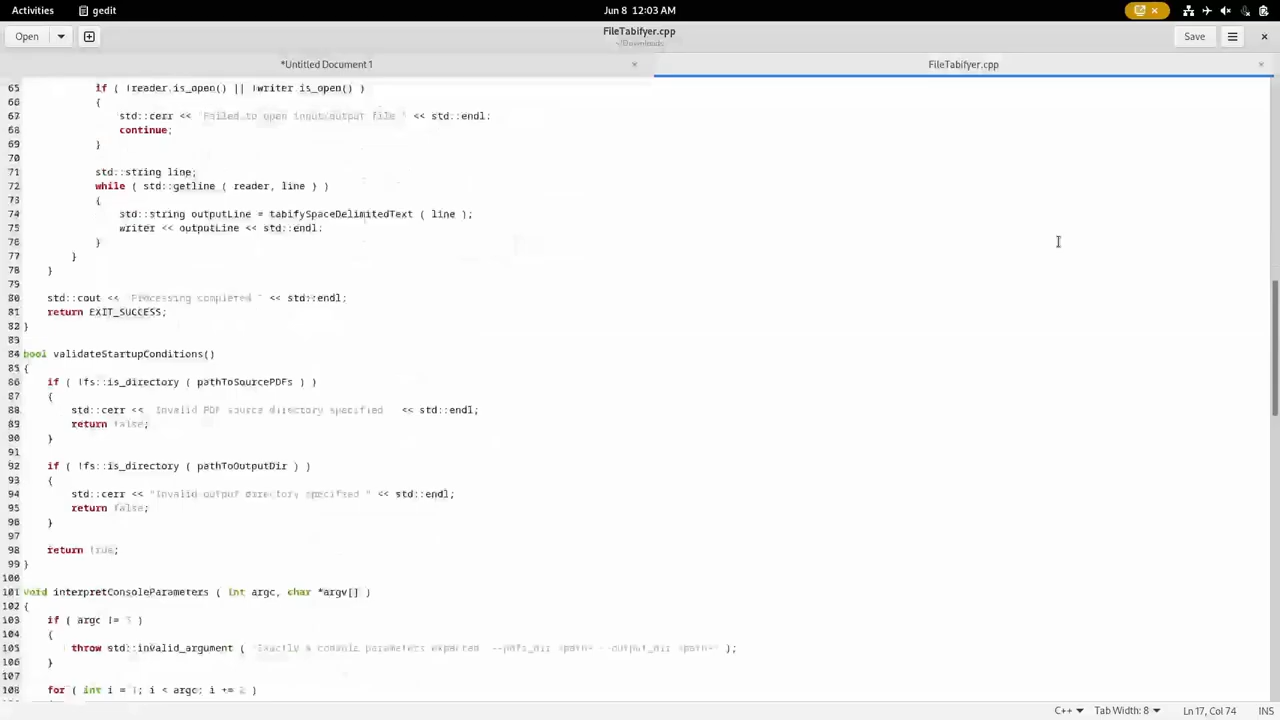 Activities
gedit
Jun 8 12:03 AM
Open
FileTabifyer.cpp
~/Downloads
Save
*Untitled Document 1
FileTabifyer.cpp
65 if ( !reader.is_open() || !writer.is_open() )
66 {
67 std::cerr << "Failed to open input/output file " << std::endl;
68 continue;
69 }
70
71 std::string line;
72 while ( std::getline ( reader, line ) )
73 {
74 std::string outputLine = tabifySpaceDelimitedText ( line );
75 writer << outputLine << std::endl;
76 }
77 }
78 }
79
80 std::cout << "Processing completed " << std::endl;
81 return EXIT_SUCCESS;
82 }
83
84 bool validateStartupConditions()
85 {
86 if ( !fs::is_directory ( pathToSourcePDFs ) )
87 {
88 std::cerr << "Invalid PDF source directory specified " << std::endl;
89 return false;
90 }
91
92 if ( !fs::is_directory ( pathToOutputDir ) )
93 {
94 std::cerr << "Invalid output directory specified " << std::endl;
95 return false;
96 }
97
98 return true;
99 }
100
101 void interpretConsoleParameters ( int argc, char *argv[] )
102 {
103 if ( argc != 5 )
104 {
105 throw std::invalid_argument ( console parameters expected );
106 }
107
108 for ( int i = 1; i < argc; i += 2 )
C++
Tab Width: 8
Ln 17, Col 74
INS